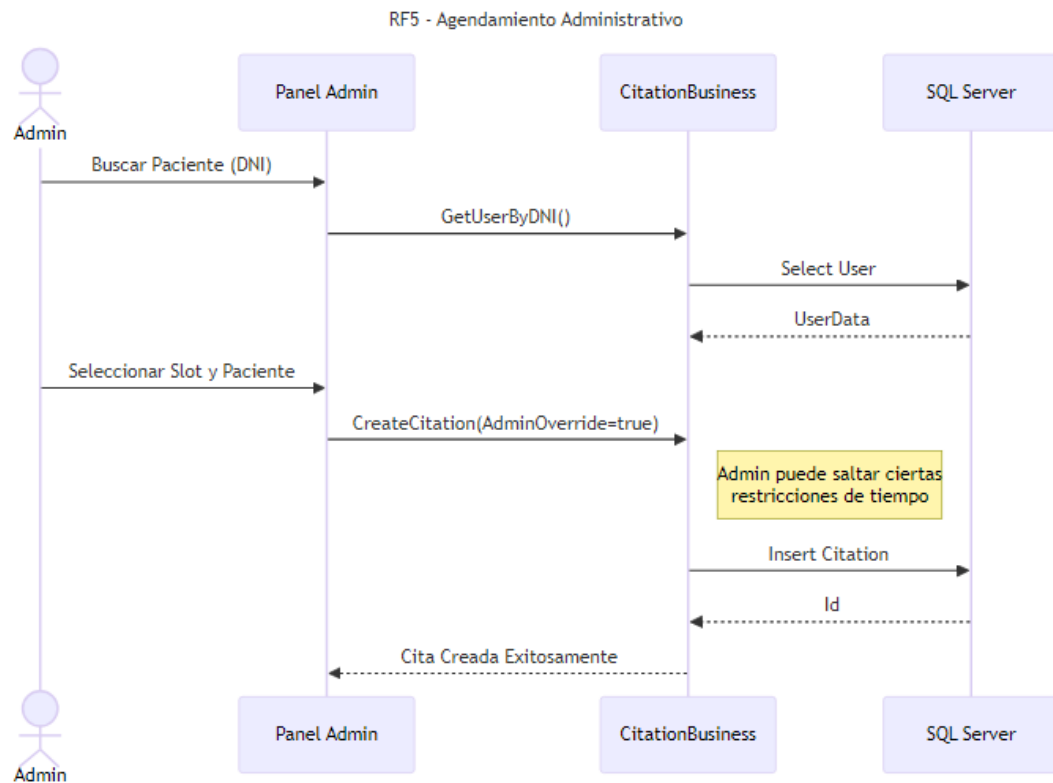 RF5 - Agendamiento Administrativo
Admin
Panel Admin
CitationBusiness
SQL Server
Buscar Paciente (DNI)
GetUserByDNI()
Select User
UserData
Seleccionar Slot y Paciente
CreateCitation(AdminOverride=true)
Admin puede saltar ciertas
restricciones de tiempo
Insert Citation
Id
Cita Creada Exitosamente
Admin
Panel Admin
CitationBusiness
SQL Server